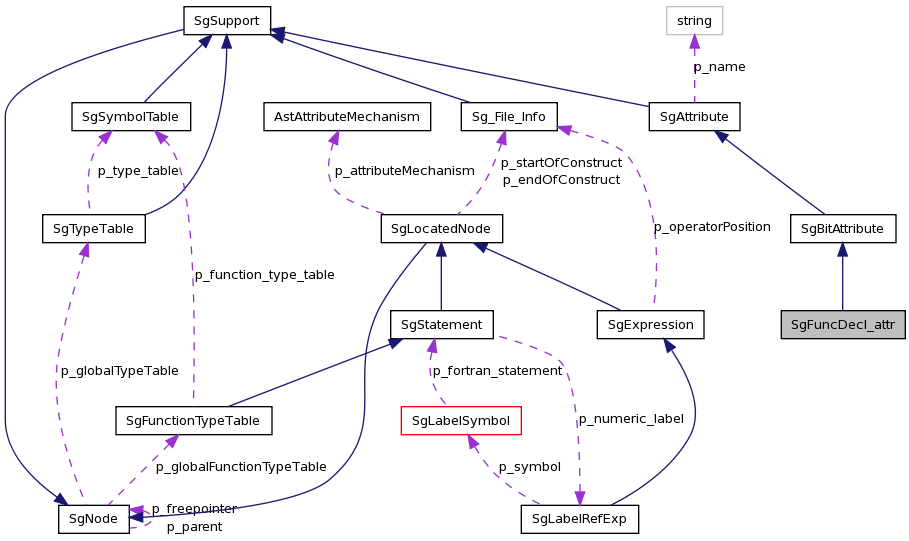 SgSupport
string
p_name
SgSymbolTable
AstAttributeMechanism
Sg_File_Info
SgAttribute
p_type_table
p_attributeMechanism
p_startOfConstruct
p_endOfConstruct
p_operatorPosition
SgTypeTable
SgLocatedNode
SgBitAttribute
p_function_type_table
SgStatement
SgExpression
SgFuncDecl_attr
p_globalTypeTable
p_fortran_statement
SgFunctionTypeTable
SgLabelSymbol
p_numeric_label
p_globalFunctionTypeTable
p_symbol
p_freepointer
p_parent
SgNode
SgLabelRefExp